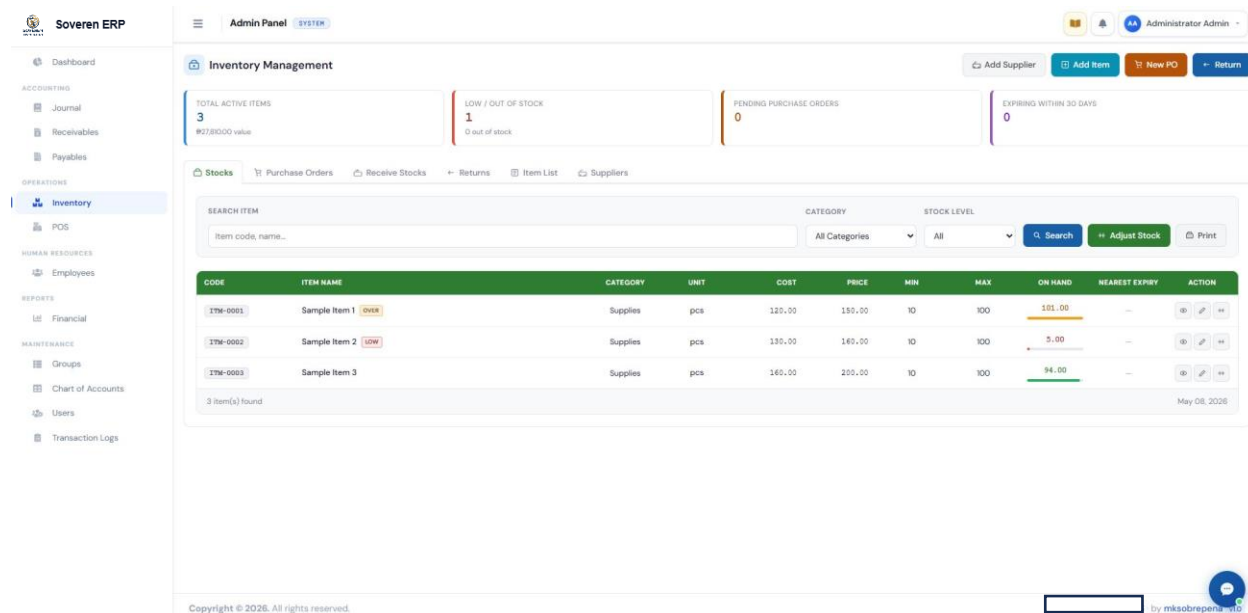 Soveren ERP
Admin Panel SYSTEM
AA Administrator Admin
Dashboard
ACCOUNTING
Journal
Receivables
Payables
OPERATIONS
Inventory
POS
HUMAN RESOURCES
Employees
REPORTS
Financial
MAINTENANCE
Groups
Chart of Accounts
Users
Transaction Logs
Inventory Management
Add Supplier
Add Item
New PO
← Return
TOTAL ACTIVE ITEMS
3
₱27,810.00 value
LOW / OUT OF STOCK
1
0 out of stock
PENDING PURCHASE ORDERS
0
EXPIRING WITHIN 30 DAYS
0
Stocks Purchase Orders Receive Stocks ← Returns Item List Suppliers
SEARCH ITEM CATEGORY STOCK LEVEL
Item code, name... All Categories All Search Adjust Stock Print
CODE ITEM NAME CATEGORY UNIT COST PRICE MIN MAX ON HAND NEAREST EXPIRY ACTION
ITM-0001 Sample Item 1 OVER Supplies pcs 120.00 150.00 10 100 101.00 —
ITM-0002 Sample Item 2 LOW Supplies pcs 130.00 160.00 10 100 5.00 —
ITM-0003 Sample Item 3 Supplies pcs 160.00 200.00 10 100 94.00 —
3 item(s) found May 08, 2026
Copyright © 2026. All rights reserved. by mksobrepena